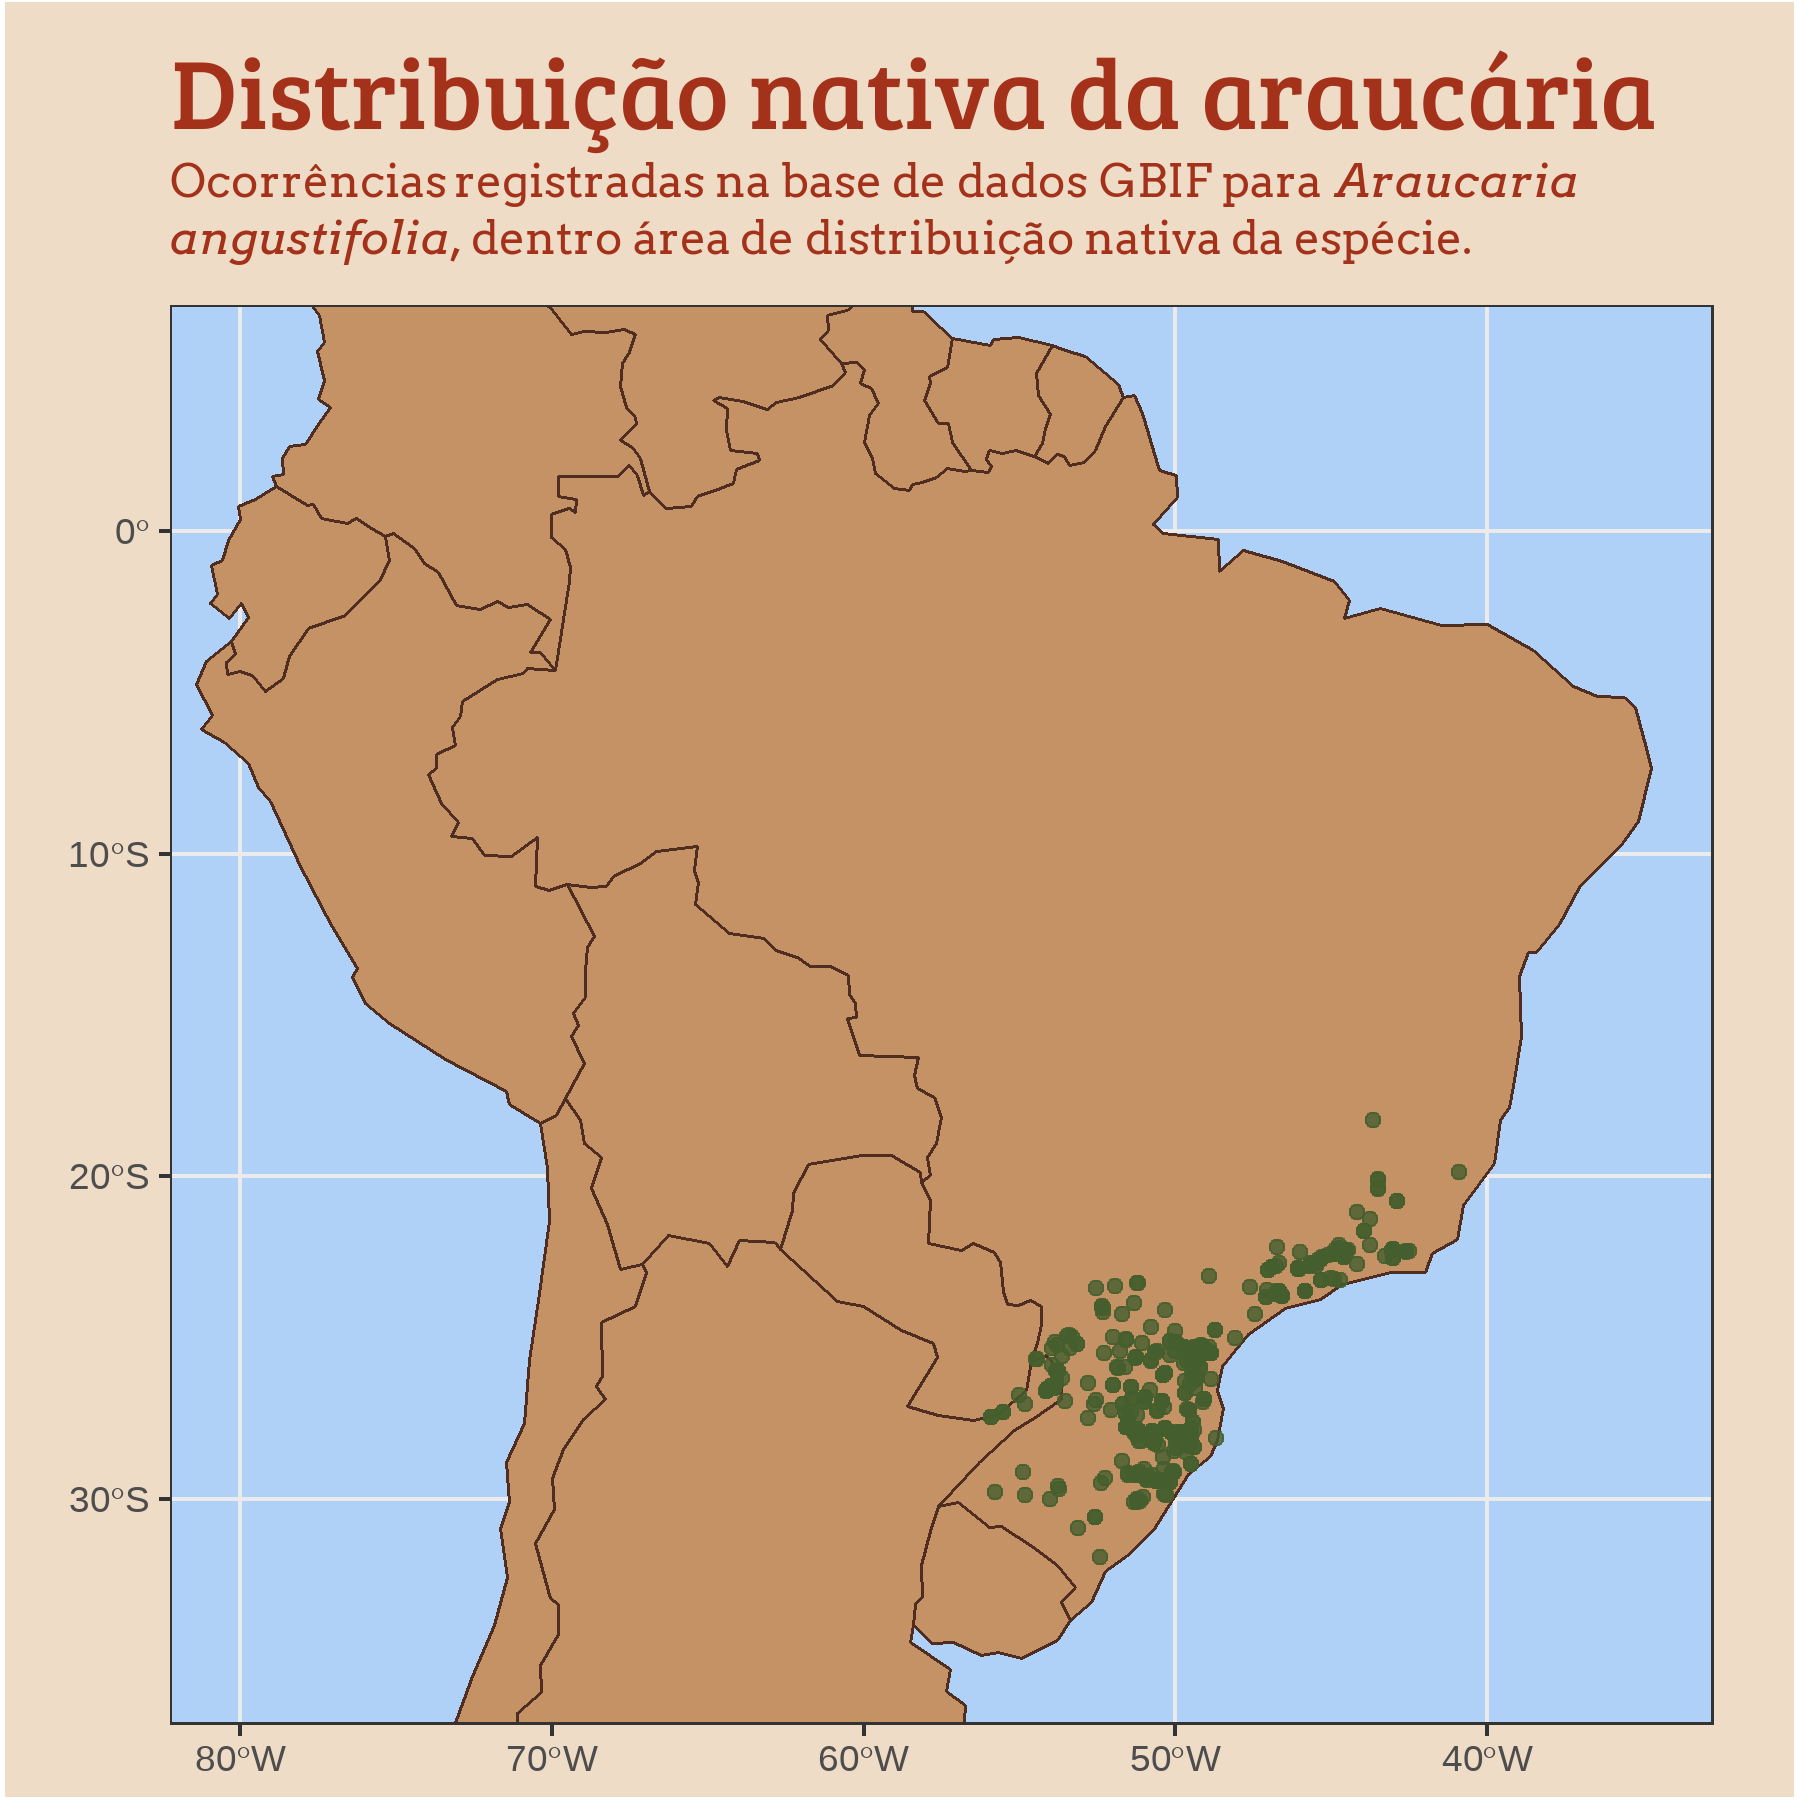 Distribuição nativa da araucária
Ocorrências registradas na base de dados GBIF para Araucaria
angustifolia, dentro área de distribuição nativa da espécie.
0°
10°S
20°S
30°S
80°W 70°W 60°W 50°W 40°W